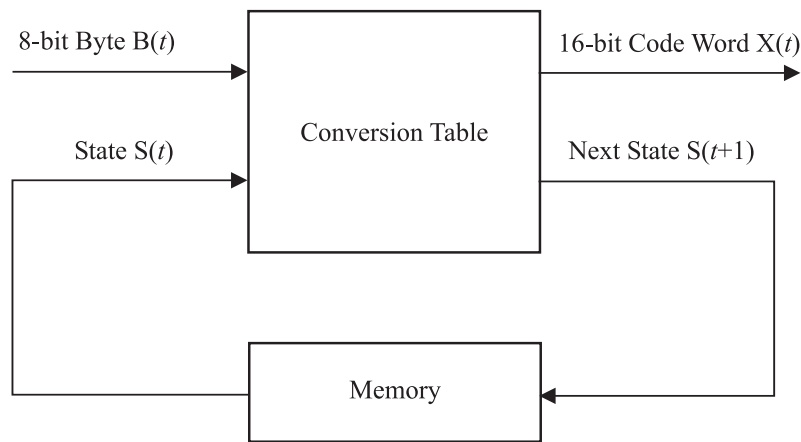 8-bit Byte B(t)
16-bit Code Word X(t)
Conversion Table
State S(t)
Next State S(t+1)
Memory